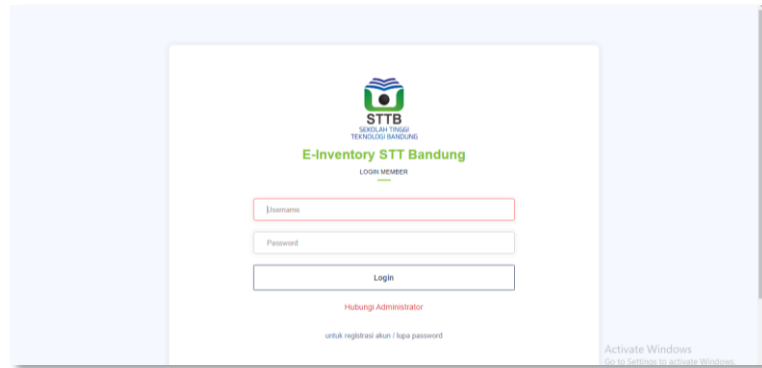 STTB
SEKOLAH TINGGI
TEKNOLOGI BANDUNG
E-Inventory STT Bandung
LOGIN MEMBER
Username
Password
Login
Hubungi Administrator
untuk registrasi akun / lupa password
Activate Windows
Go to Settings to activate Windows.